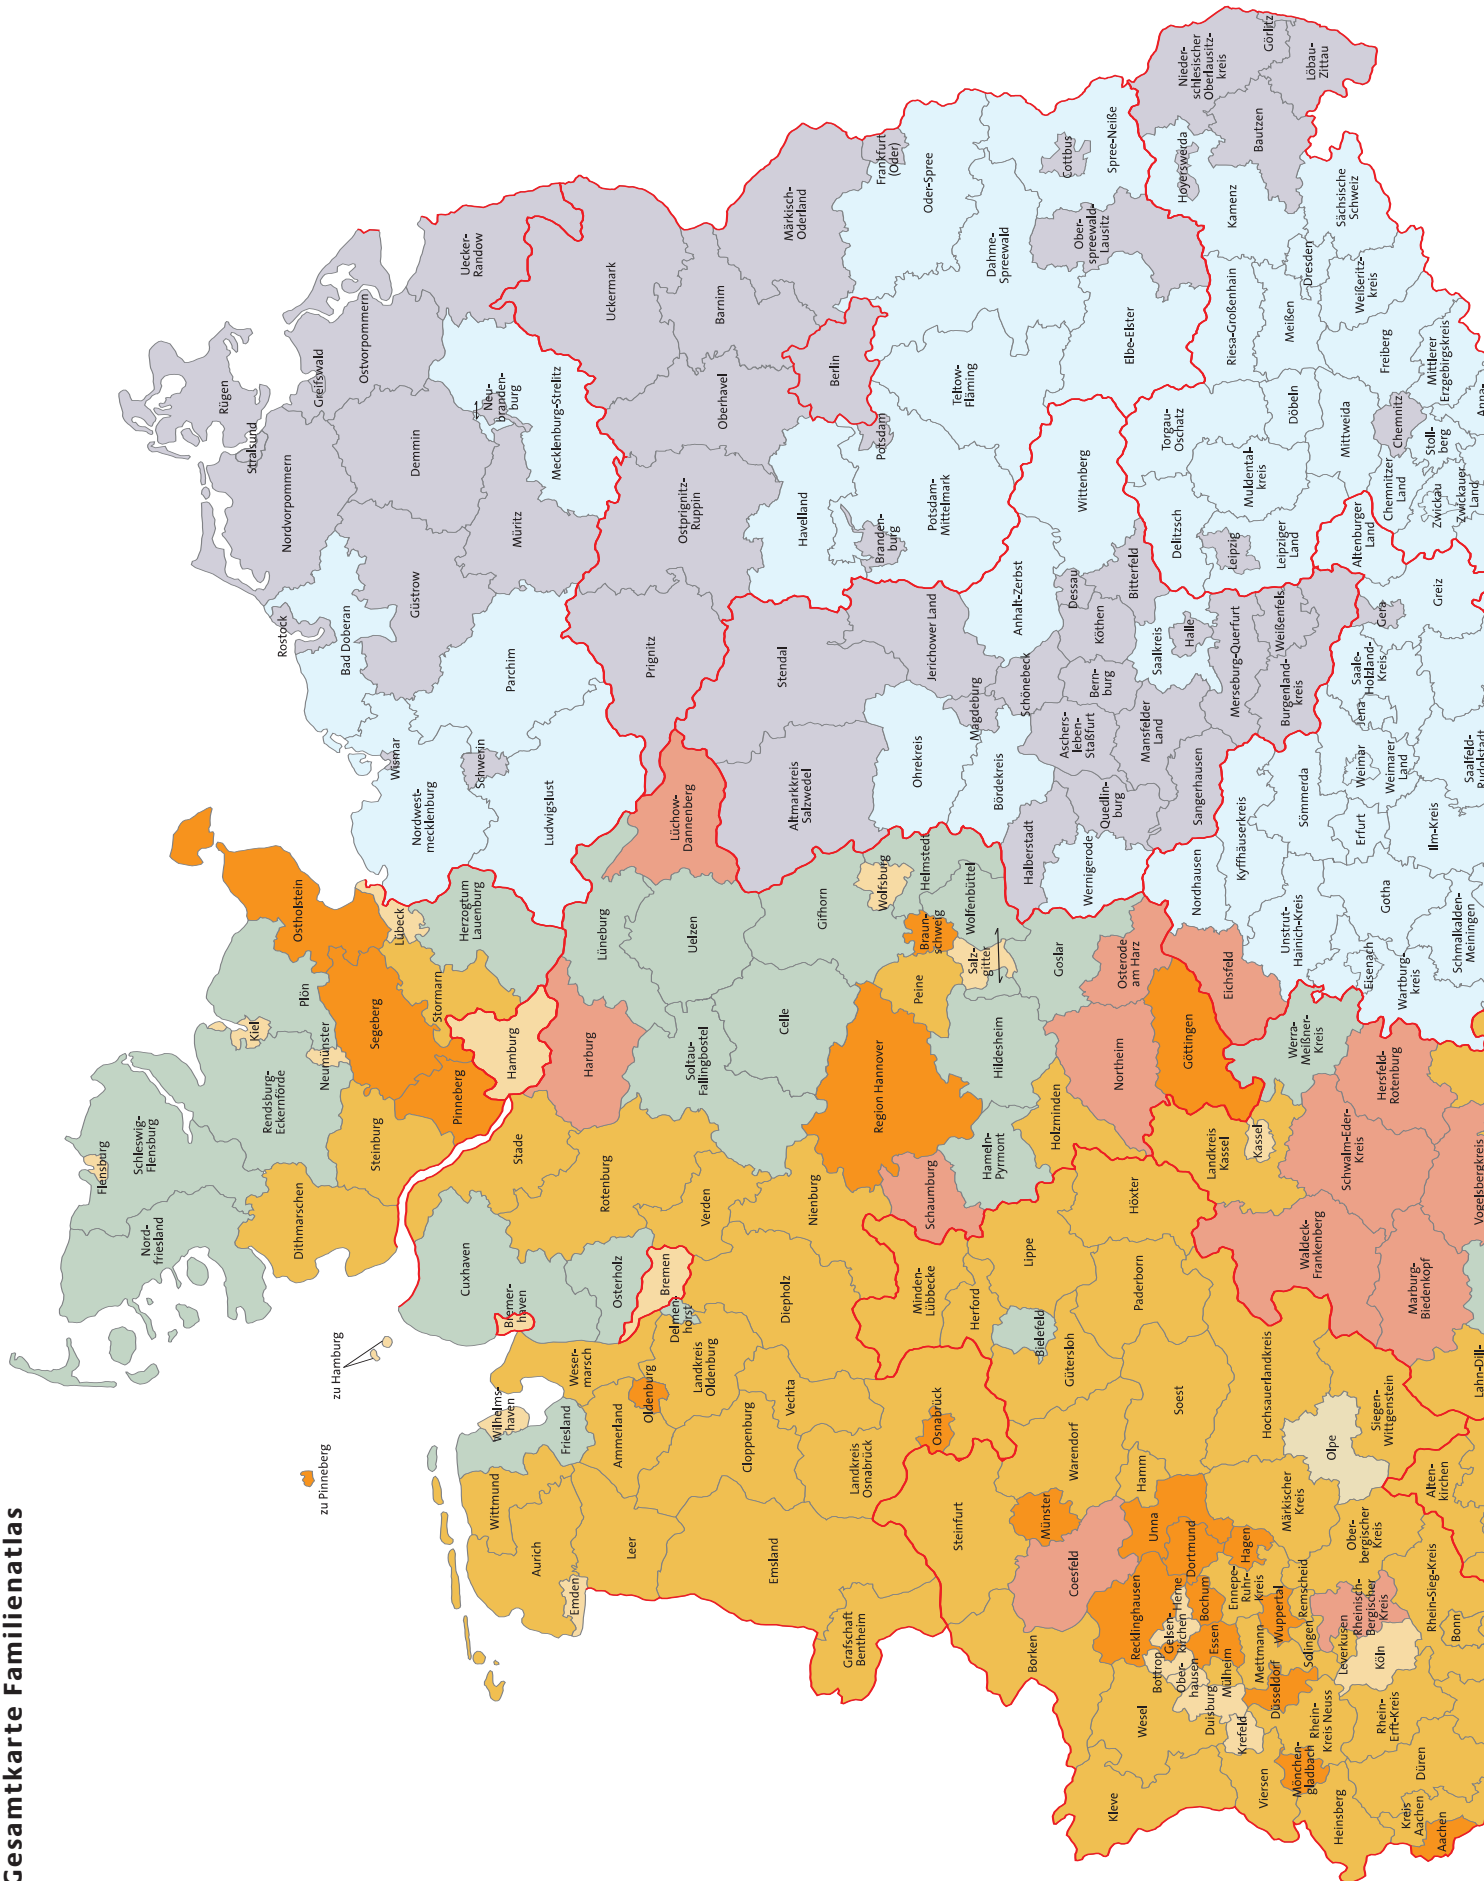 Gesamtkarte Familienatlas
zu Pinneberg
zu Hamburg
Nord-
friesland
Schleswig-
Flensburg
Flensburg
Rendsburg-
Eckernförde
Kiel
Plön
Ostholstein
Neumünster
Dithmarschen
Steinburg
Segeberg
Pinneberg
Stormarn
Lübeck
Herzogtum
Lauenburg
Hamburg
Rügen
Stralsund
Nordvorpommern
Greifswald
Ostvorpommern
Rostock
Bad Doberan
Güstrow
Demmin
Uecker-
Randow
Wismar
Nordwest-
mecklenburg
Schwerin
Parchim
Müritz
Neu-
branden-
burg
Mecklenburg-Strelitz
Ludwigslust
Wittmund
Aurich
Emden
Wilhelms-
haven
Friesland
Weser-
marsch
Bremer-
haven
Cuxhaven
Stade
Osterholz
Rotenburg
Harburg
Lüneburg
Lüchow-
Dannenberg
Leer
Ammerland
Oldenburg
Landkreis
Oldenburg
Delmen-
horst
Bremen
Verden
Soltau-
Fallingbostel
Uelzen
Emsland
Cloppenburg
Vechta
Diepholz
Nienburg
Celle
Gifhorn
Grafschaft
Bentheim
Landkreis
Osnabrück
Osnabrück
Region Hannover
Schaumburg
Peine
Braun-
schweig
Wolfsburg
Helmstedt
Wolfenbüttel
Salz-
gitter
Hildesheim
Hameln-
Pyrmont
Holzminden
Goslar
Northeim
Osterode
am Harz
Göttingen
Prignitz
Ostprignitz-
Ruppin
Oberhavel
Uckermark
Barnim
Märkisch-
Oderland
Berlin
Havelland
Potsdam
Branden-
burg
Potsdam-
Mittelmark
Teltow-
Fläming
Frankfurt
(Oder)
Oder-Spree
Dahme-
Spreewald
Cottbus
Spree-Neiße
Ober-
spreewald-
Lausitz
Elbe-Elster
Altmarkkreis
Salzwedel
Stendal
Ohrekreis
Jerichower Land
Magdeburg
Bördekreis
Schönebeck
Anhalt-Zerbst
Wittenberg
Dessau
Köthen
Bitterfeld
Bern-
burg
Aschers-
leben-
Staßfurt
Halberstadt
Quedlin-
burg
Wernigerode
Mansfelder
Land
Saalkreis
Halle
Merseburg-Querfurt
Weißenfels
Burgenland-
kreis
Sangerhausen
Steinfurt
Münster
Borken
Coesfeld
Warendorf
Minden-
Lübbecke
Herford
Lippe
Bielefeld
Gütersloh
Höxter
Paderborn
Kleve
Wesel
Recklinghausen
Unna
Hamm
Soest
Bottrop
Gelsen-
kirchen
Herne
Ober-
hausen
Essen
Bochum
Dortmund
Duisburg
Mülheim
Krefeld
Mettmann
Ennepe-
Ruhr-
Kreis
Hagen
Wuppertal
Düsseldorf
Solingen
Remscheid
Märkischer
Kreis
Hochsauerlandkreis
Viersen
Mönchen-
gladbach
Rhein-
Kreis Neuss
Heinsberg
Leverkusen
Rheinisch-
Bergischer
Kreis
Ober-
bergischer
Kreis
Olpe
Siegen-
Wittgenstein
Köln
Rhein-
Erft-Kreis
Düren
Kreis
Aachen
Aachen
Bonn
Rhein-Sieg-Kreis
Alten-
kirchen
Landkreis
Kassel
Kassel
Waldeck-
Frankenberg
Schwalm-Eder-
Kreis
Werra-
Meißner-
Kreis
Hersfeld-
Rotenburg
Marburg-
Biedenkopf
Lahn-Dill-
Vogelsbergkreis
Eichsfeld
Nordhausen
Kyffhäuserkreis
Unstrut-
Hainich-Kreis
Sömmerda
Eisenach
Wartburg-
kreis
Gotha
Erfurt
Weimar
Weimarer
Land
Ilm-Kreis
Jena
Saale-
Holzland-
Kreis
Gera
Greiz
Altenburger
Land
Schmalkalden-
Meiningen
Saalfeld-
Rudolstadt
Delitzsch
Torgau-
Oschatz
Leipzig
Leipziger
Land
Muldental-
kreis
Döbeln
Mittweida
Riesa-Großenhain
Meißen
Dresden
Kamenz
Hoyerswerda
Bautzen
Nieder-
schlesischer
Oberlausitz-
kreis
Görlitz
Löbau-
Zittau
Sächsische
Schweiz
Weißeritz-
kreis
Freiberg
Mittlerer
Erzgebirgskreis
Chemnitz
Chemnitzer
Land
Stoll-
berg
Zwickau
Zwickauer
Land
Anna-